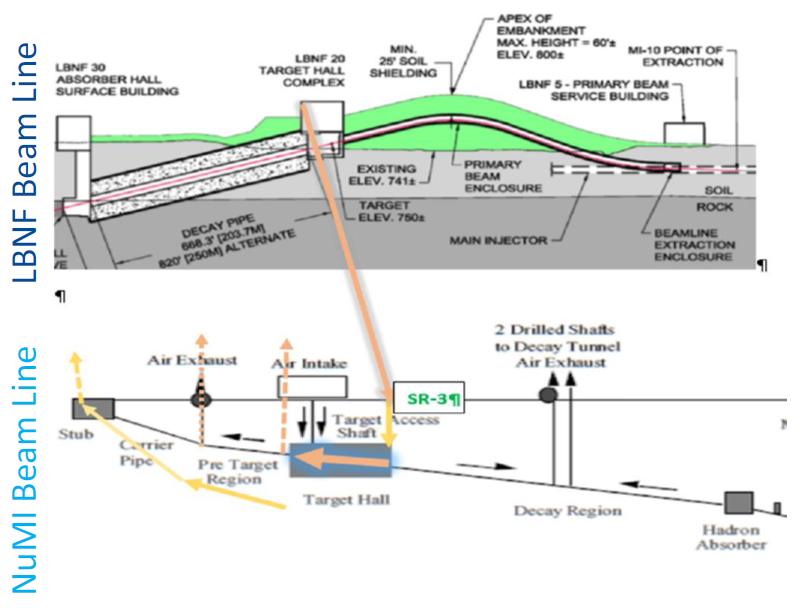 LBNF Beam Line
LBNF 30
ABSORBER HALL
SURFACE BUILDING
LBNF 20
TARGET HALL
COMPLEX
MIN.
25' SOIL
SHIELDING
APEX OF
EMBANKMENT
MAX. HEIGHT = 60'±
ELEV. 800±
MI-10 POINT OF
EXTRACTION
LBNF 5 - PRIMARY BEAM
SERVICE BUILDING
EXISTING
ELEV. 741±
PRIMARY
BEAM
ENCLOSURE
TARGET
ELEV. 750±
SOIL
ROCK
DECAY PIPE
668.3' [203.7M]
820' [250M] ALTERNATE
MAIN INJECTOR
BEAMLINE
EXTRACTION
ENCLOSURE
¶
¶
NuMI Beam Line
2 Drilled Shafts
to Decay Tunnel
Air Exhaust
Air Exhaust
Air Intake
SR-3¶
Target Access
Shaft
Stub
Carrier
Pipe
Pre Target
Region
Target Hall
Decay Region
Hadron
Absorber